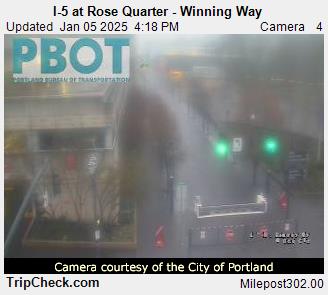 I-5 at Rose Quarter - Winning Way
Updated Jan 05 2025 4:18 PM Camera 4
PBOT
PORTLAND BUREAU OF TRANSPORTATION
Camera courtesy of the City of Portland
TripCheck.com Milepost302.00